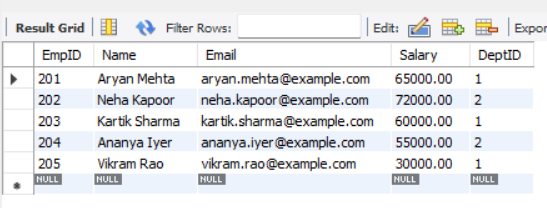 Result Grid Filter Rows: Edit: Expor
EmpID Name Email Salary DeptID
201 Aryan Mehta aryan.mehta@example.com 65000.00 1
202 Neha Kapoor neha.kapoor@example.com 72000.00 2
203 Kartik Sharma kartik.sharma@example.com 60000.00 1
204 Ananya Iyer ananya.iyer@example.com 55000.00 2
205 Vikram Rao vikram.rao@example.com 30000.00 1
NULL NULL NULL NULL NULL